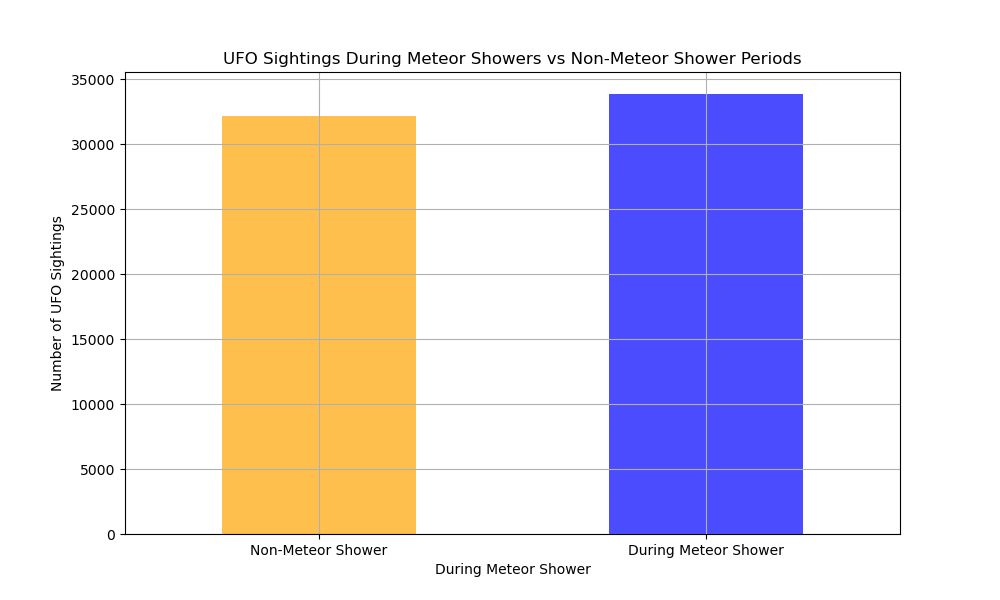 UFO Sightings During Meteor Showers vs Non-Meteor Shower Periods
35000
30000
25000
20000
15000
10000
5000
0
Number of UFO Sightings
Non-Meteor Shower
During Meteor Shower
During Meteor Shower